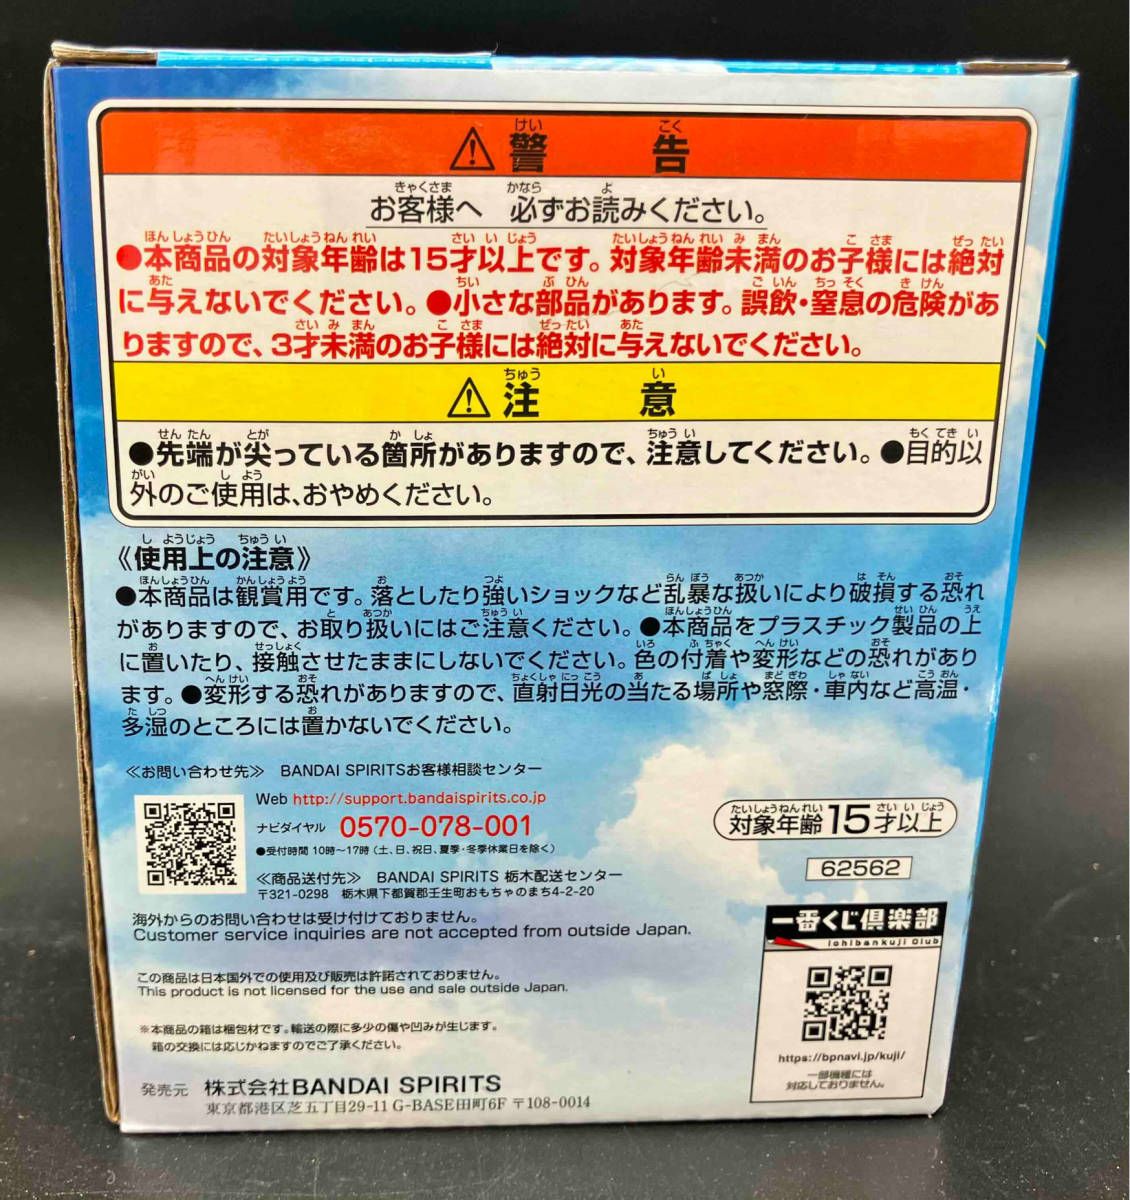 ⚠警告
お客様へ 必ずお読みください。
●本商品の対象年齢は15才以上です。対象年齢未満のお子様には絶対
に与えないでください。●小さな部品があります。誤飲・窒息の危険があ
りますので、3才未満のお子様には絶対に与えないでください。
⚠注意
●先端が尖っている箇所がありますので、注意してください。●目的以
外のご使用は、おやめください。
《使用上の注意》
●本商品は観賞用です。落としたり強いショックなど乱暴な扱いにより破損する恐れ
がありますので、お取り扱いにはご注意ください。●本商品をプラスチック製品の上
に置いたり、接触させたままにしないでください。色の付着や変形などの恐れがあり
ます。●変形する恐れがありますので、直射日光の当たる場所や窓際・車内など高温・
多湿のところには置かないでください。
≪お問い合わせ先≫ BANDAI SPIRITSお客様相談センター
Web http://support.bandaispirits.co.jp
ナビダイヤル 0570-078-001
●受付時間 10時～17時（土、日、祝日、夏季・冬季休業日を除く）
≪商品送付先≫ BANDAI SPIRITS 栃木配送センター
〒321-0298 栃木県下都賀郡壬生町おもちゃのまち4-2-20
対象年齢15才以上
62562
海外からのお問い合わせは受け付けておりません。
Customer service inquiries are not accepted from outside Japan.
この商品は日本国外での使用及び販売は許諾されておりません。
This product is not licensed for the use and sale outside Japan.
※本商品の箱は梱包材です。輸送の際に多少の傷や凹みが生じます。
箱の交換には応じかねますのでご了承ください。
発売元 株式会社BANDAI SPIRITS
東京都港区芝五丁目29-11 G-BASE田町6F 〒108-0014
一番くじ倶楽部
Ichibankuji Club
https://bpnavi.jp/kuji/
一部機種には
対応しておりません。